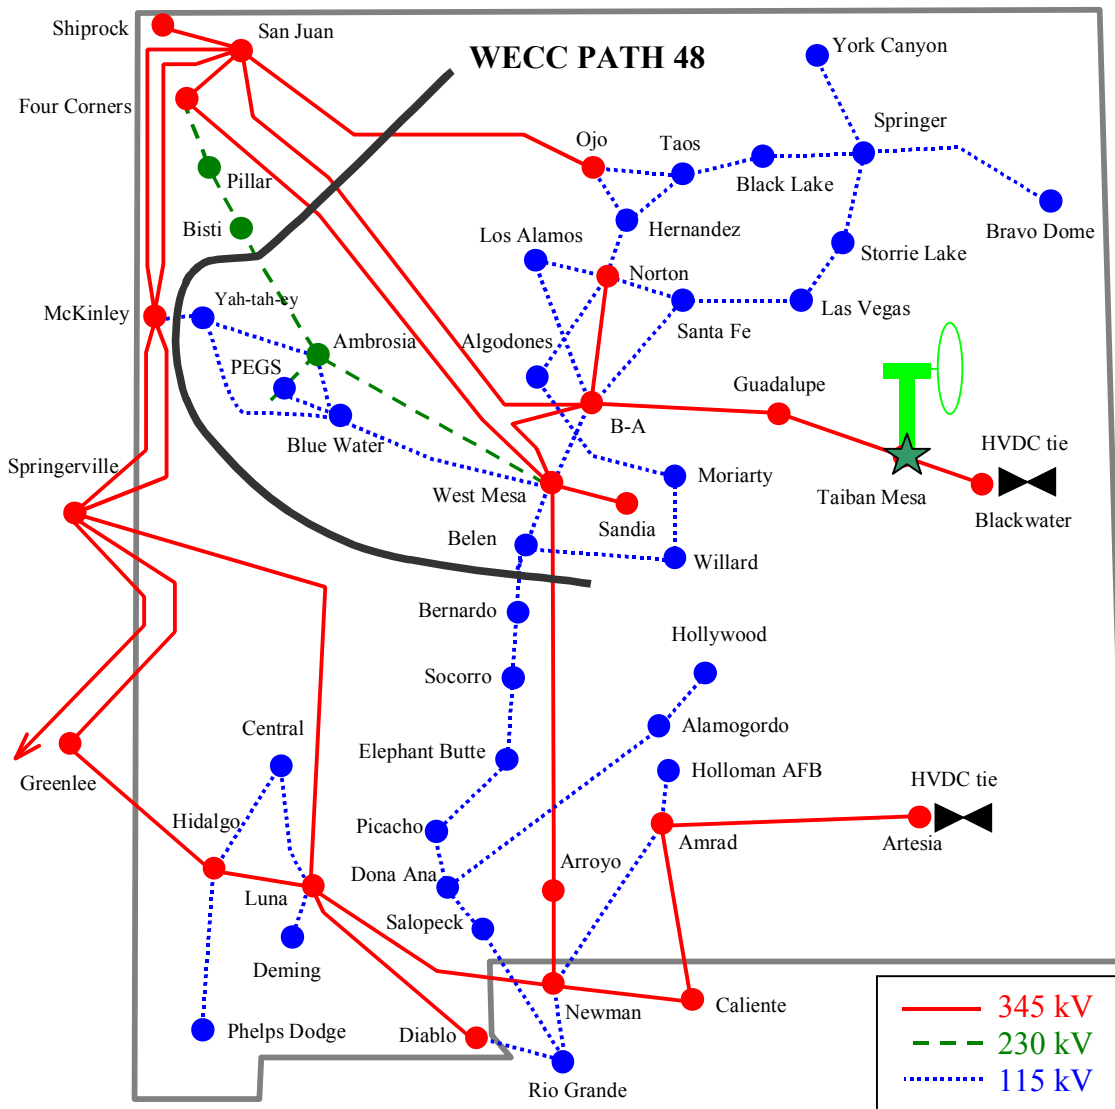 Shiprock
San Juan
WECC PATH 48
York Canyon
Four Corners
Springer
Ojo
Taos
Pillar
Black Lake
Bisti
Los Alamos
Hernandez
Bravo Dome
Storrie Lake
Norton
Yah-tah-ey
McKinley
Las Vegas
Santa Fe
Algodones
Ambrosia
PEGS
Guadalupe
B-A
Blue Water
HVDC tie
Springerville
Moriarty
West Mesa
Taiban Mesa
Sandia
Blackwater
Belen
Willard
Bernardo
Hollywood
Socorro
Central
Alamogordo
Elephant Butte
Holloman AFB
Greenlee
HVDC tie
Hidalgo
Picacho
Amrad
Artesia
Arroyo
Dona Ana
Luna
Salopeck
Deming
Newman
Caliente
345 kV
Phelps Dodge
Diablo
230 kV
115 kV
Rio Grande